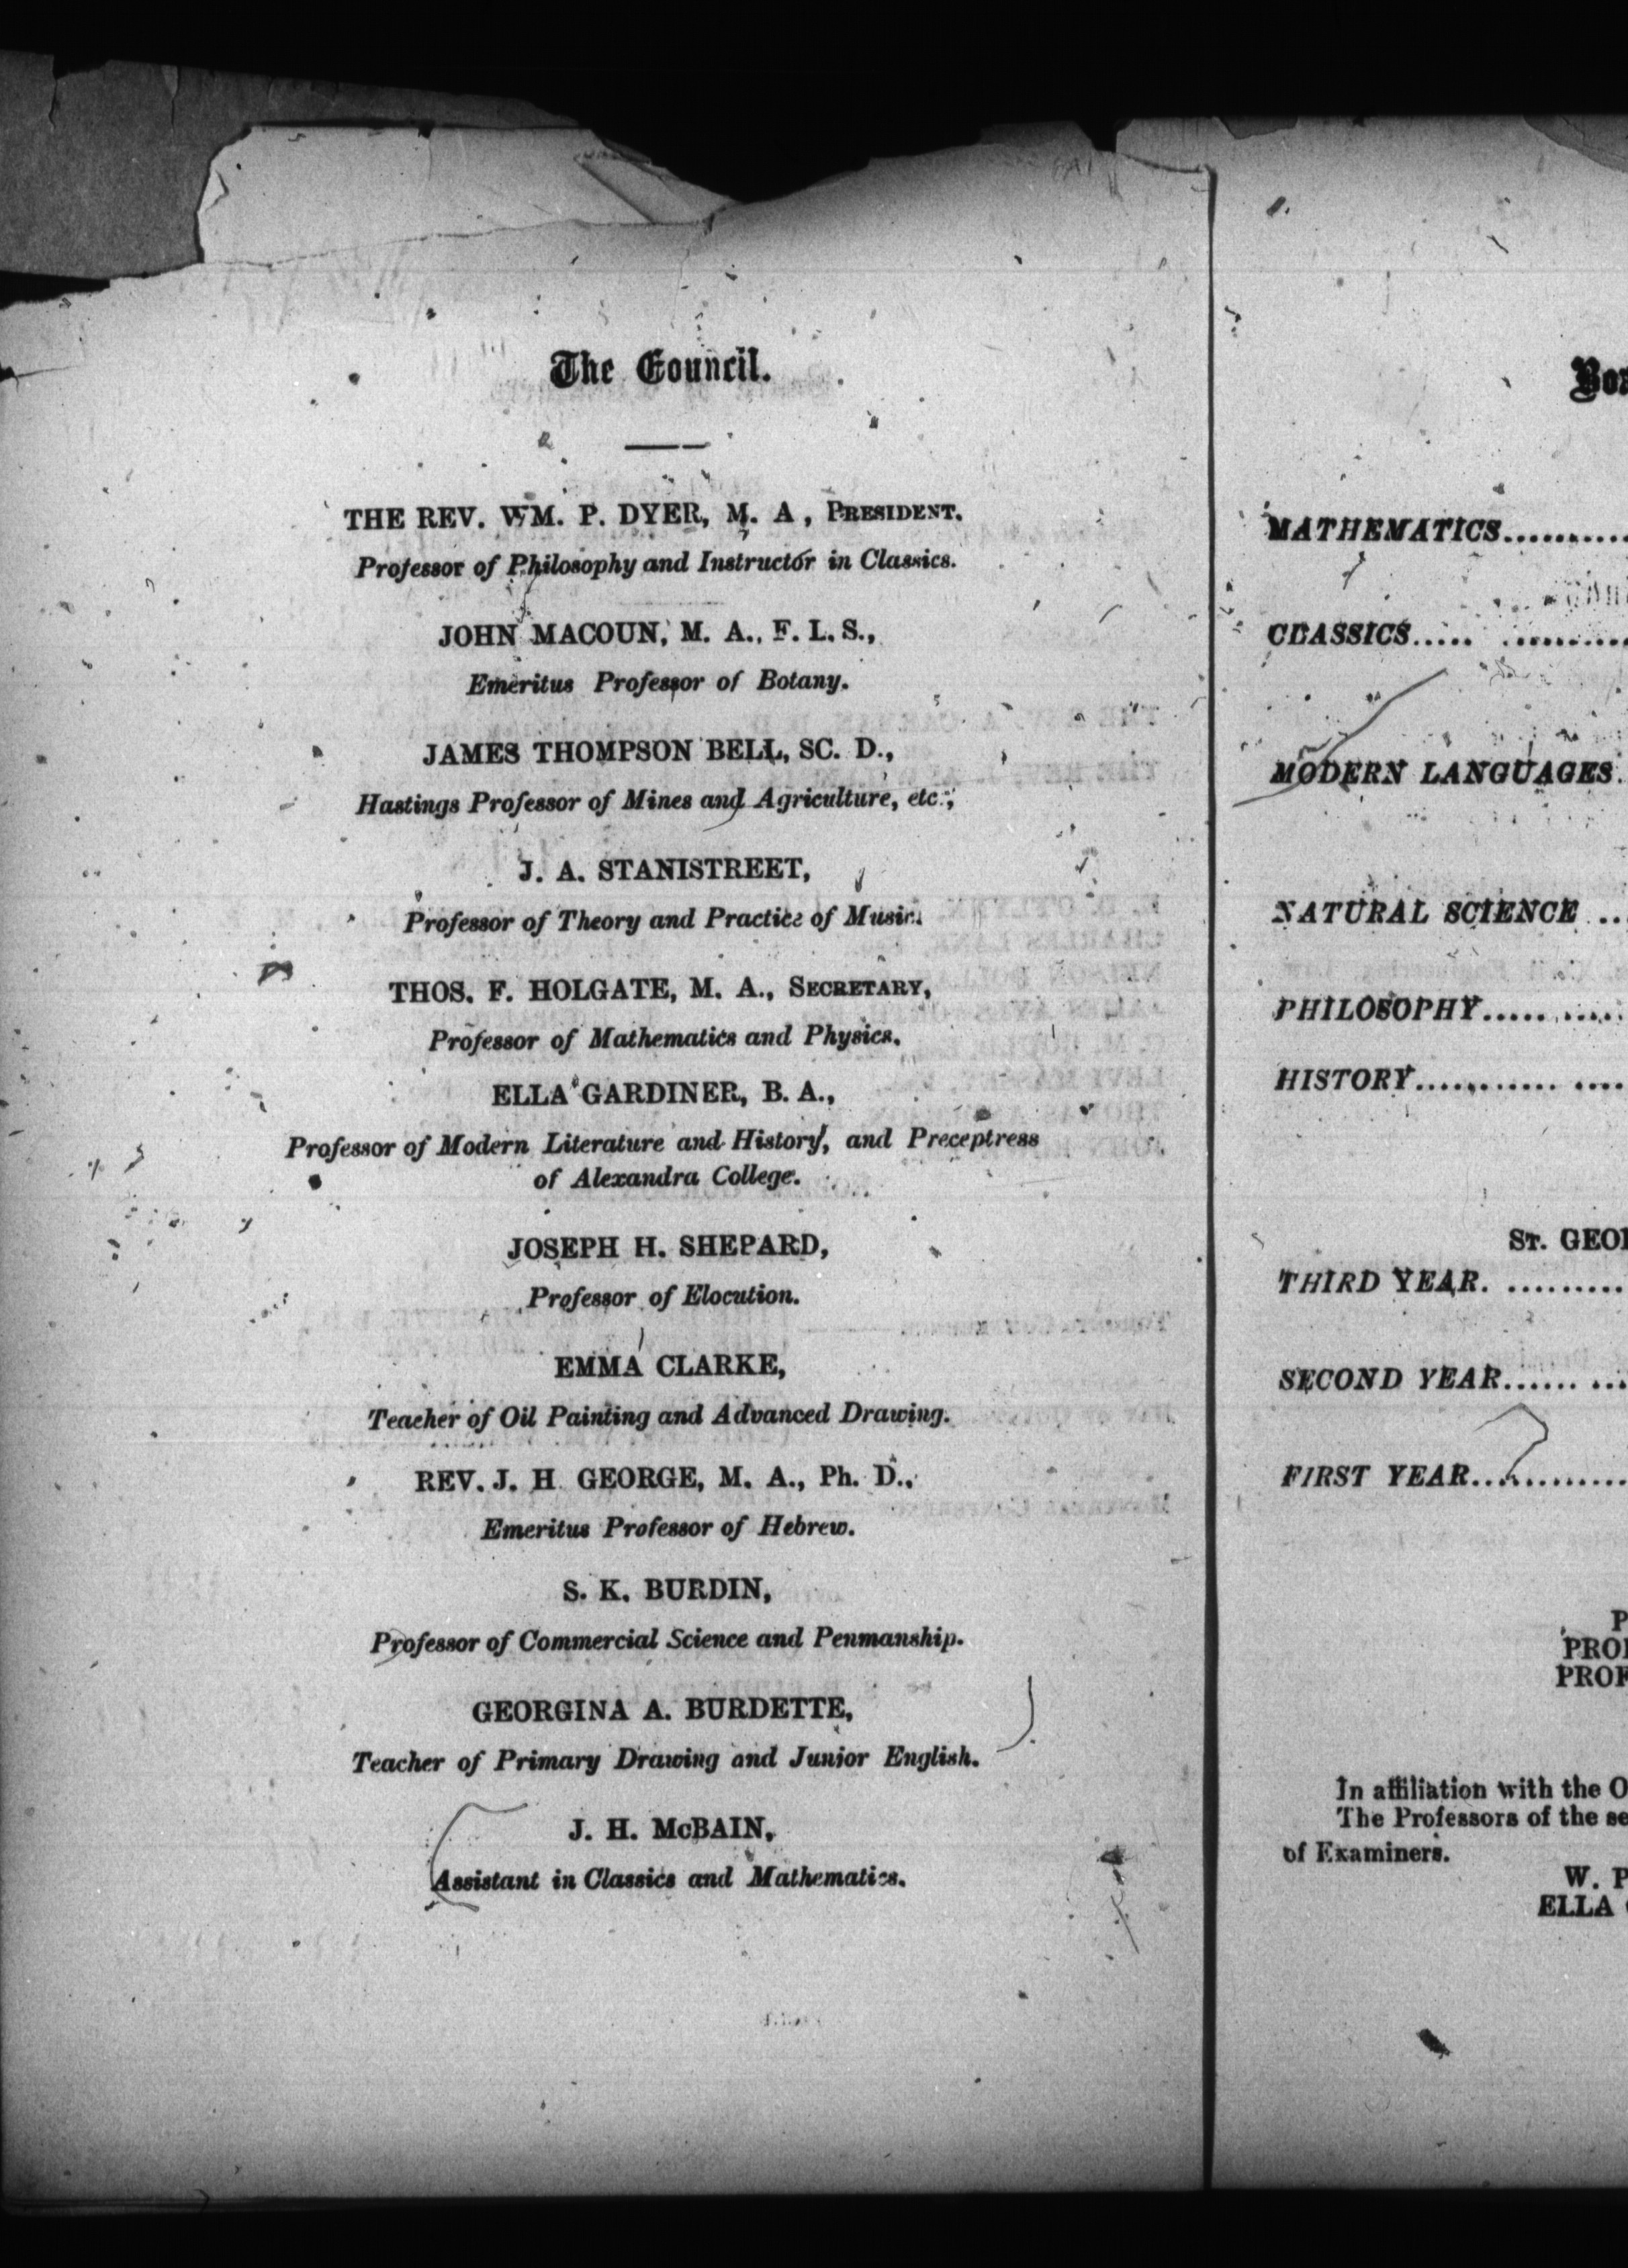 The Council.
THE REV. WM. P. DYER, M. A , PRESIDENT.
Professor of Philosophy and Instructor in Classics.
JOHN MACOUN, M. A., F. L. S.,
Emeritus Professor of Botany.
JAMES THOMPSON BELL, SC. D.,
Hastings Professor of Mines and Agriculture, etc.,
J. A. STANISTREET,
Professor of Theory and Practice of Music.
THOS. F. HOLGATE, M. A., SECRETARY,
Professor of Mathematics and Physics.
ELLA GARDINER, B. A.,
Professor of Modern Literature and History, and Preceptress
of Alexandra College.
JOSEPH H. SHEPARD,
Professor of Elocution.
EMMA CLARKE,
Teacher of Oil Painting and Advanced Drawing.
REV. J. H. GEORGE, M. A., Ph. D.,
Emeritus Professor of Hebrew.
S. K. BURDIN,
Professor of Commercial Science and Penmanship.
GEORGINA A. BURDETTE,
Teacher of Primary Drawing and Junior English.
J. H. McBAIN,
Assistant in Classics and Mathematics.
MATHEMATICS..........
CLASSICS..... ..........
MODERN LANGUAGES.
NATURAL SCIENCE ..
PHILOSOPHY..... .....
HISTORY............ ....
ST. GEO
THIRD YEAR. .........
SECOND YEAR...... ...
FIRST YEAR.............
P
PRO
PROF
In affiliation with the O
The Professors of the se
of Examiners.
W. P
ELLA